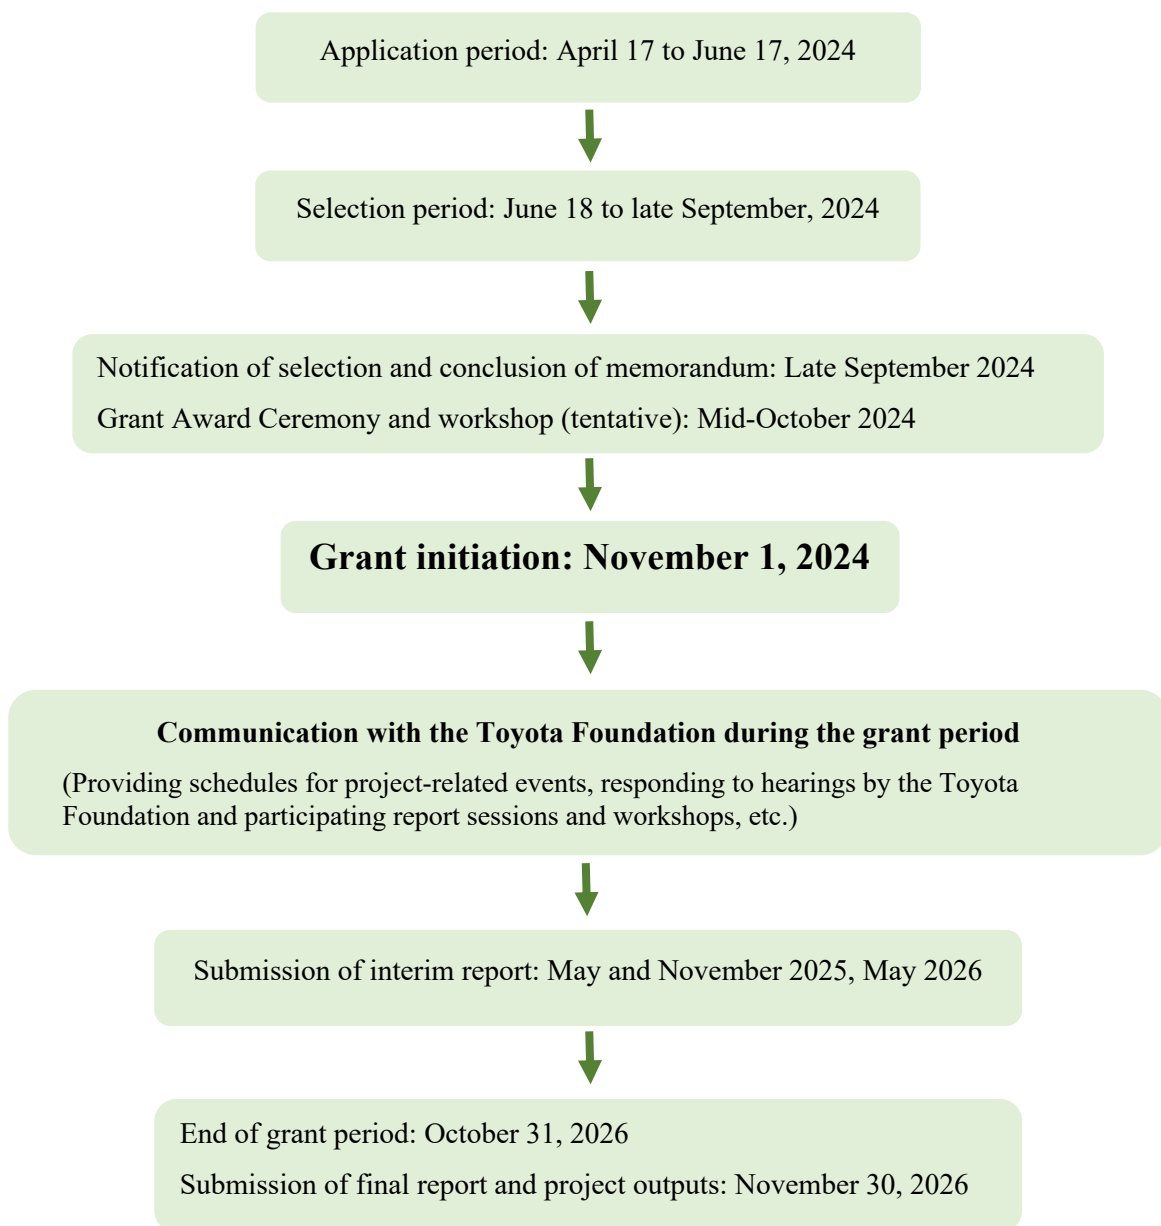 Application period: April 17 to June 17, 2024
Selection period: June 18 to late September, 2024
Notification of selection and conclusion of memorandum: Late September 2024
Grant Award Ceremony and workshop (tentative): Mid-October 2024
Grant initiation: November 1, 2024
Communication with the Toyota Foundation during the grant period
(Providing schedules for project-related events, responding to hearings by the Toyota
Foundation and participating report sessions and workshops, etc.)
Submission of interim report: May and November 2025, May 2026
End of grant period: October 31, 2026
Submission of final report and project outputs: November 30, 2026